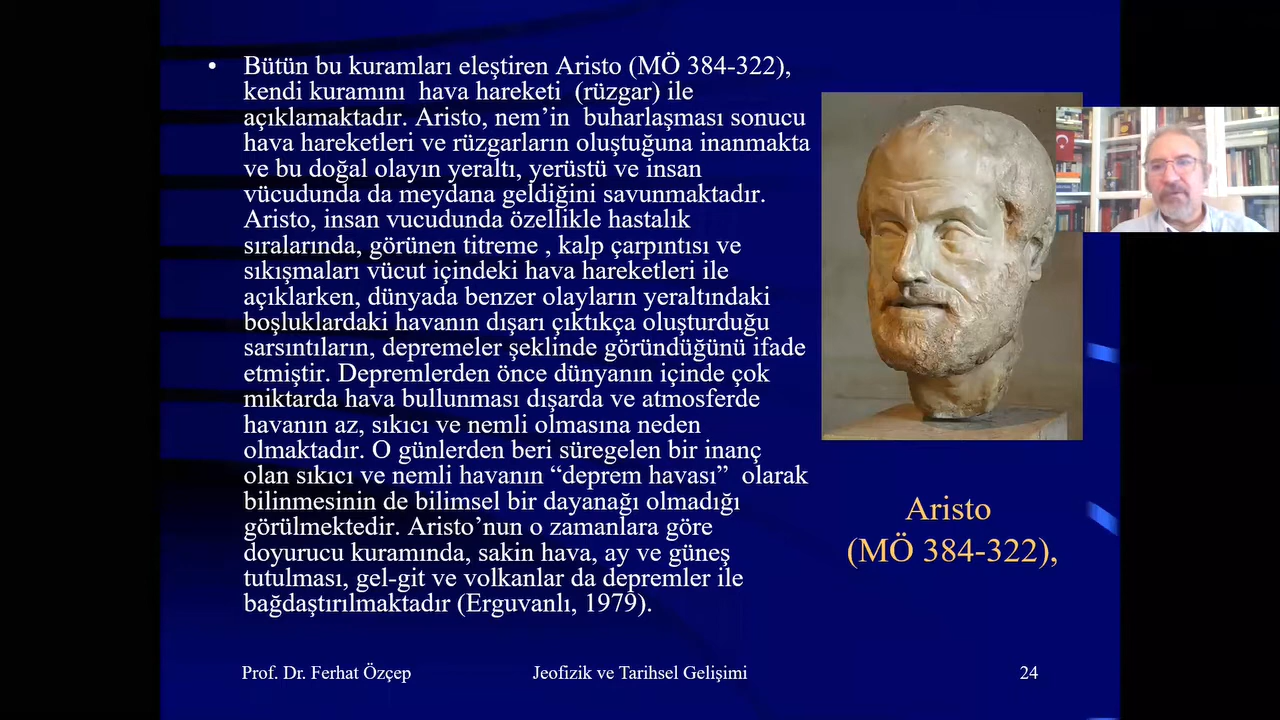 • Bütün bu kuramları eleştiren Aristo (MÖ 384-322),
kendi kuramını hava hareketi (rüzgar) ile
açıklamaktadır. Aristo, nem’in buharlaşması sonucu
hava hareketleri ve rüzgarların oluştuğuna inanmakta
ve bu doğal olayın yeraltı, yerüstü ve insan
vücudunda da meydana geldiğini savunmaktadır.
Aristo, insan vucudunda özellikle hastalık
sıralarında, görünen titreme , kalp çarpıntısı ve
sıkışmaları vücut içindeki hava hareketleri ile
açıklarken, dünyada benzer olayların yeraltındaki
boşluklardaki havanın dışarı çıktıkça oluşturduğu
sarsıntıların, depremeler şeklinde göründüğünü ifade
etmiştir. Depremlerden önce dünyanın içinde çok
miktarda hava bullunması dışarda ve atmosferde
havanın az, sıkıcı ve nemli olmasına neden
olmaktadır. O günlerden beri süregelen bir inanç
olan sıkıcı ve nemli havanın “deprem havası” olarak
bilinmesinin de bilimsel bir dayanağı olmadığı
görülmektedir. Aristo’nun o zamanlara göre
doyurucu kuramında, sakin hava, ay ve güneş
tutulması, gel-git ve volkanlar da depremler ile
bağdaştırılmaktadır (Erguvanlı, 1979).
Aristo
(MÖ 384-322),
Prof. Dr. Ferhat Özçep Jeofizik ve Tarihsel Gelişimi 24